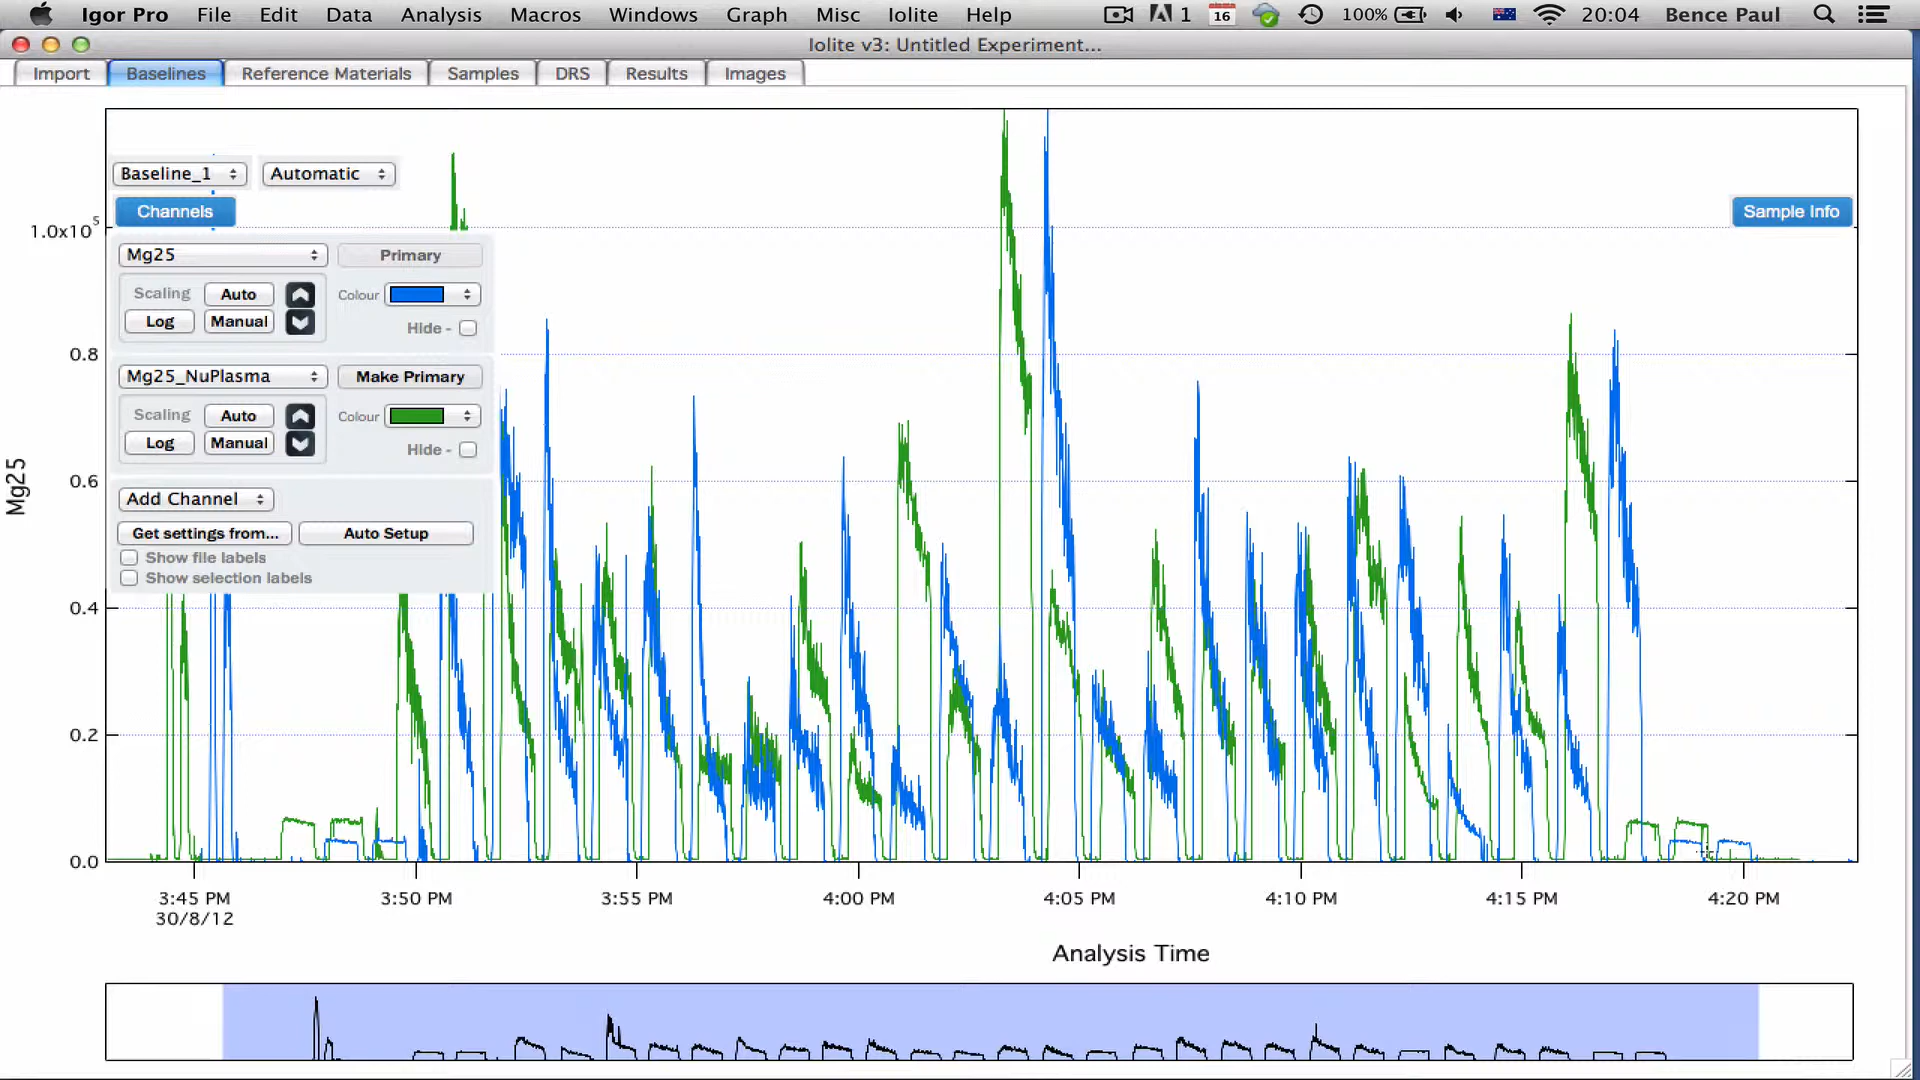 Igor Pro File Edit Data Analysis Macros Windows Graph Misc Iolite Help 1 16 100% 20:04 Bence Paul
Iolite v3: Untitled Experiment...
Import Baselines Reference Materials Samples DRS Results Images
Baseline_1 Automatic
Channels
Sample Info
1.0x10⁵
Mg25 Primary
Scaling Auto Colour
Log Manual Hide -
0.8
Mg25_NuPlasma Make Primary
Scaling Auto Colour
Log Manual Hide -
0.6
Mg25
Add Channel
Get settings from... Auto Setup
Show file labels
Show selection labels
0.4
0.2
0.0
3:45 PM 3:50 PM 3:55 PM 4:00 PM 4:05 PM 4:10 PM 4:15 PM 4:20 PM
30/8/12
Analysis Time